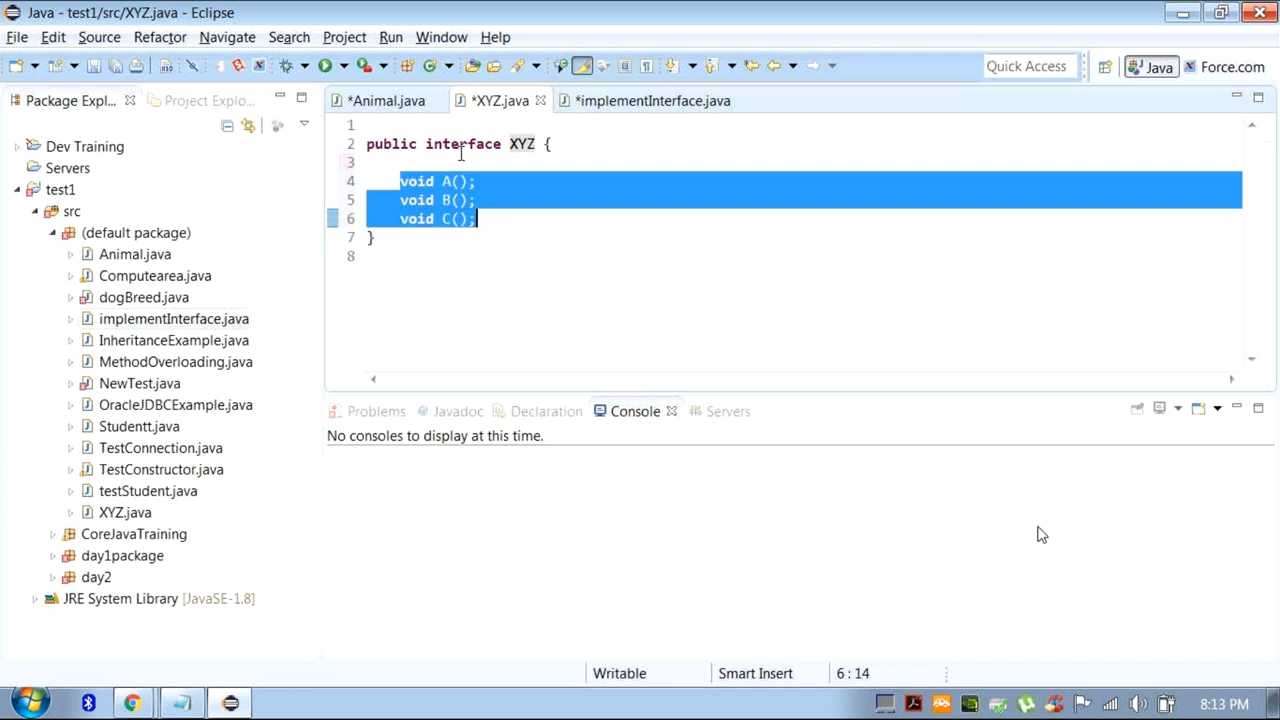 Java - test1/src/XYZ.java - Eclipse
File Edit Source Refactor Navigate Search Project Run Window Help
Quick Access
Java
Force.com
Package Expl...
Project Explo...
*Animal.java
*XYZ.java
*implementInterface.java
Dev Training
Servers
test1
src
(default package)
Animal.java
Computearea.java
dogBreed.java
implementInterface.java
InheritanceExample.java
MethodOverloading.java
NewTest.java
OracleJDBCExample.java
Studentt.java
TestConnection.java
TestConstructor.java
testStudent.java
XYZ.java
CoreJavaTraining
day1package
day2
JRE System Library [JavaSE-1.8]
1
2 public interface XYZ {
3
4 void A();
5 void B();
6 void C();
7 }
8
Problems @ Javadoc Declaration Console Servers
No consoles to display at this time.
Writable
Smart Insert
6 : 14
8:13 PM